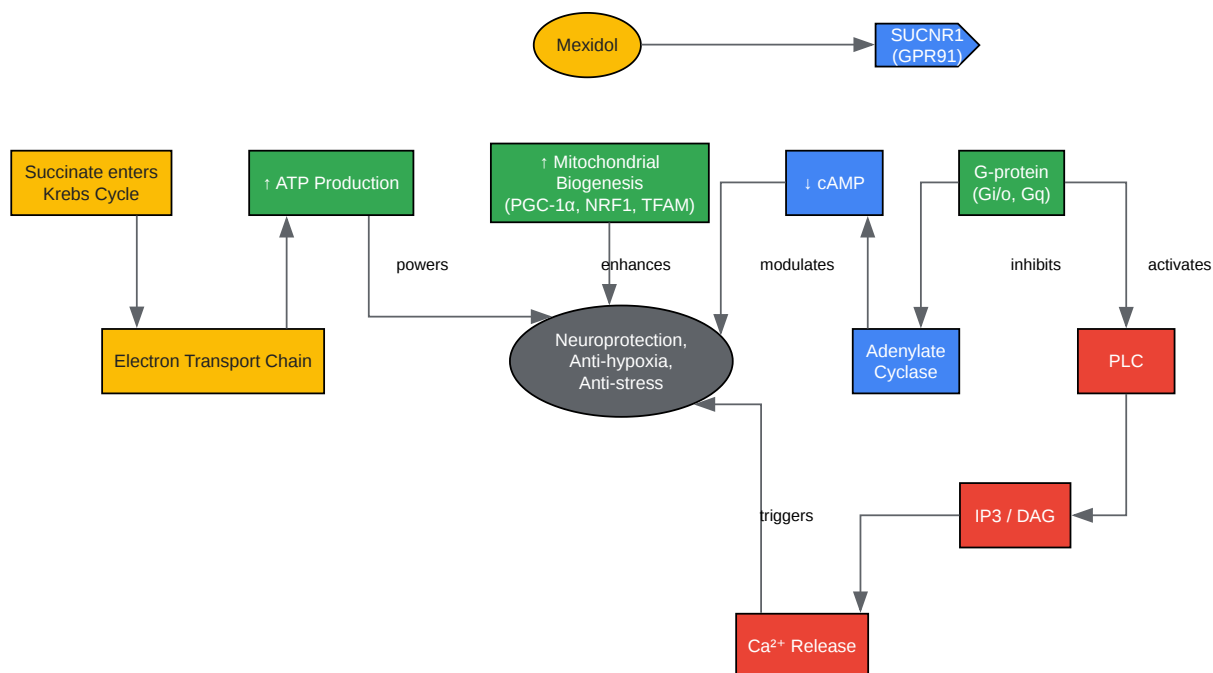 Mexidol
SUCNR1
(GPR91)
Succinate enters
Krebs Cycle
↑ ATP Production
↑ Mitochondrial
Biogenesis
(PGC-1α, NRF1, TFAM)
↓ cAMP
G-protein
(Gi/o, Gq)
powers
enhances
modulates
inhibits
activates
Electron Transport Chain
Neuroprotection,
Anti-hypoxia,
Anti-stress
Adenylate
Cyclase
PLC
IP3 / DAG
triggers
Ca²⁺ Release